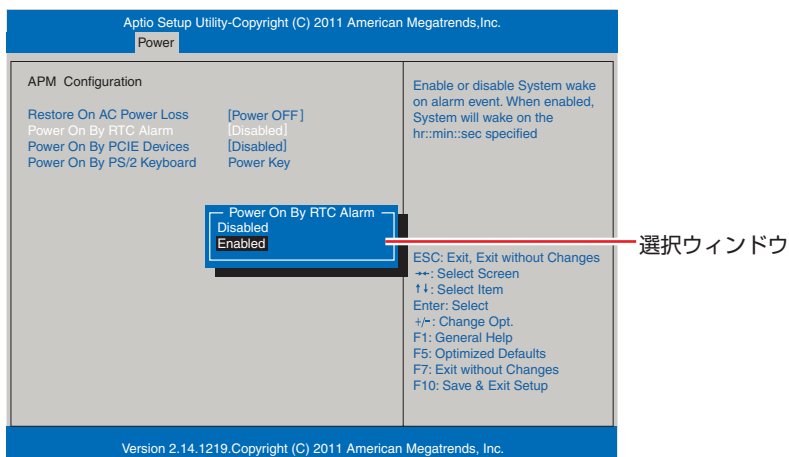 Aptio Setup Utility-Copyright (C) 2011 American Megatrends,Inc.
Power
APM Configuration
Restore On AC Power Loss [Power OFF]
Power On By RTC Alarm [Disabled]
Power On By PCIE Devices [Disabled]
Power On By PS/2 Keyboard Power Key
Enable or disable System wake
on alarm event. When enabled,
System will wake on the
hr::min::sec specified
Power On By RTC Alarm
Disabled
Enabled
選択ウィンドウ
ESC: Exit, Exit without Changes
→←: Select Screen
↑↓: Select Item
Enter: Select
+/-: Change Opt.
F1: General Help
F5: Optimized Defaults
F7: Exit without Changes
F10: Save & Exit Setup
Version 2.14.1219.Copyright (C) 2011 American Megatrends, Inc.